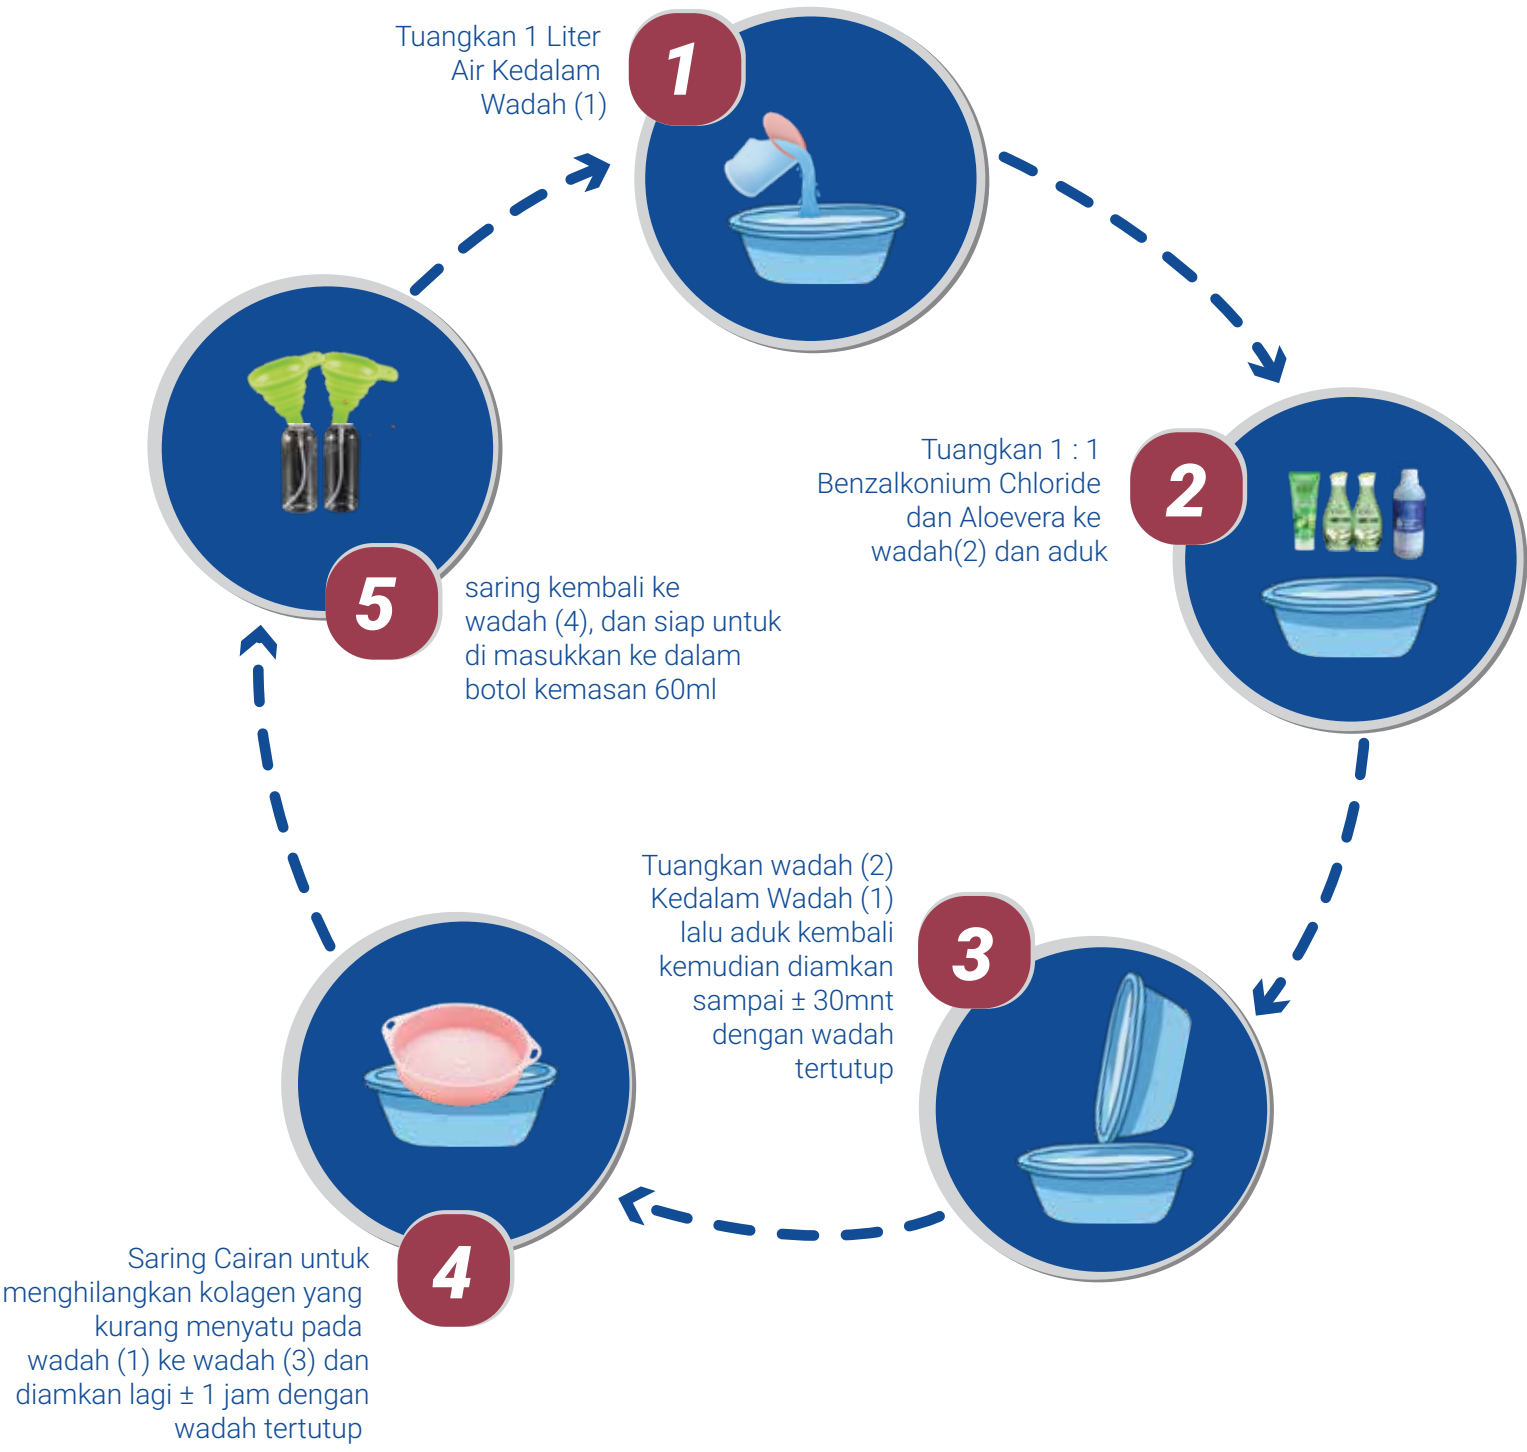 Tuangkan 1 Liter
Air Kedalam
Wadah (1)
1
Tuangkan 1 : 1
Benzalkonium Chloride
dan Aloevera ke
wadah(2) dan aduk
2
Tuangkan wadah (2)
Kedalam Wadah (1)
lalu aduk kembali
kemudian diamkan
sampai ± 30mnt
dengan wadah
tertutup
3
Saring Cairan untuk
menghilangkan kolagen yang
kurang menyatu pada
wadah (1) ke wadah (3) dan
diamkan lagi ± 1 jam dengan
wadah tertutup
4
5
saring kembali ke
wadah (4), dan siap untuk
di masukkan ke dalam
botol kemasan 60ml